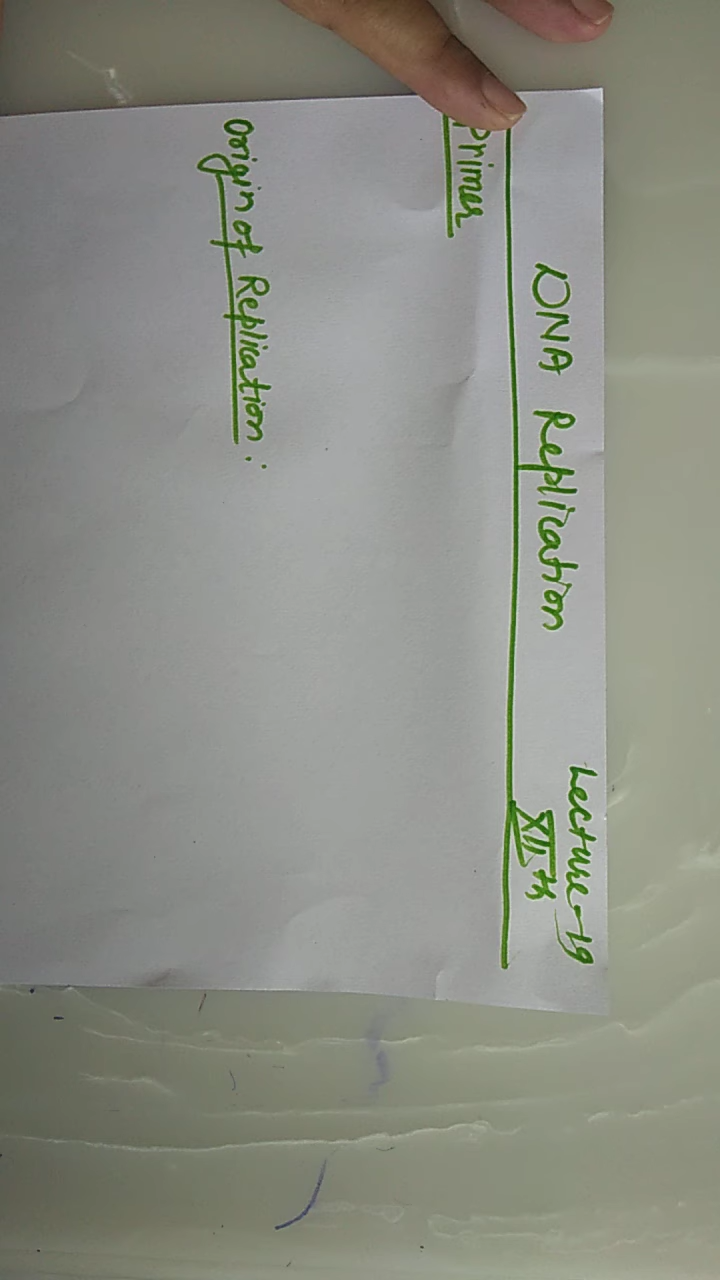 Lecture-19
DNA Replication
XII th
Primer
Origin of Replication :